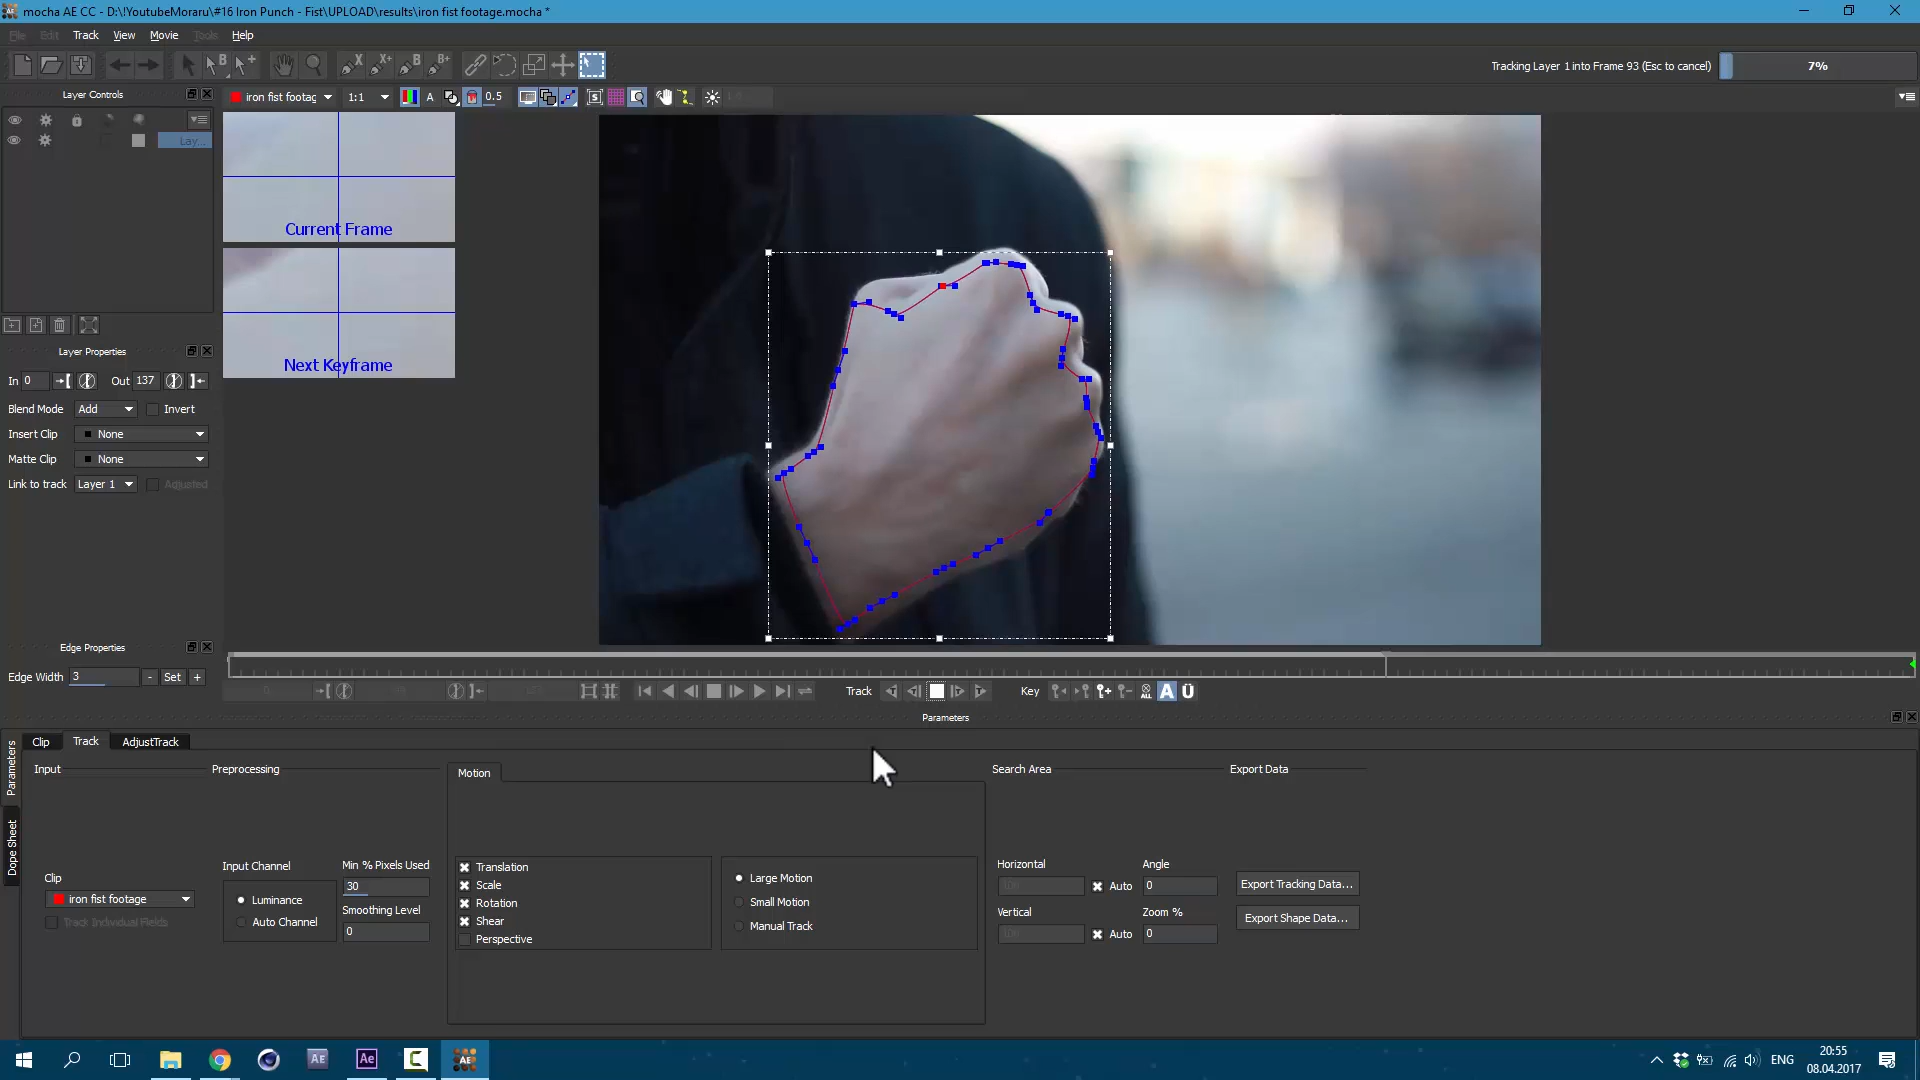 mocha AE CC - D:\!YoutubeMoraru\#16 Iron Punch - Fist\UPLOAD\results\iron fist footage.mocha *
File Edit Track View Movie Tools Help
Tracking Layer 1 into Frame 93 (Esc to cancel)
7%
Layer Controls
iron fist footag
1:1
A
0.5
Lay...
Current Frame
Next Keyframe
Layer Properties
In 0
Out 137
Blend Mode Add
Invert
Insert Clip None
Matte Clip None
Link to track Layer 1
Adjusted
Edge Properties
Edge Width 3
- Set +
Track
Key
A Ü
Parameters
Parameters
Dope Sheet
Clip Track AdjustTrack
Input
Preprocessing
Motion
Search Area
Export Data
Clip
iron fist footage
Track Individual Fields
Input Channel
Luminance
Auto Channel
Min % Pixels Used
30
Smoothing Level
0
Translation
Scale
Rotation
Shear
Perspective
Large Motion
Small Motion
Manual Track
Horizontal
Auto
Angle
0
Vertical
Auto
Zoom %
0
Export Tracking Data...
Export Shape Data...
AE
Ae
AE
ENG
20:55
08.04.2017